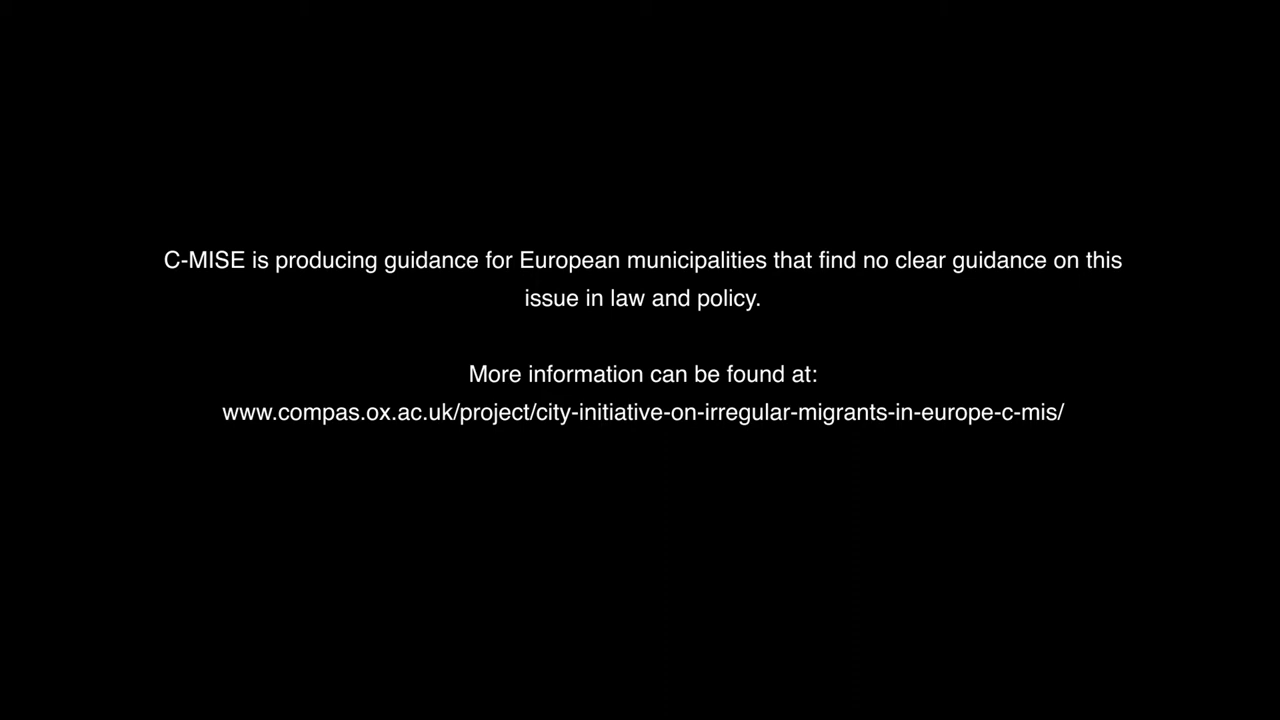 C-MISE is producing guidance for European municipalities that find no clear guidance on this
issue in law and policy.
More information can be found at:
www.compas.ox.ac.uk/project/city-initiative-on-irregular-migrants-in-europe-c-mis/